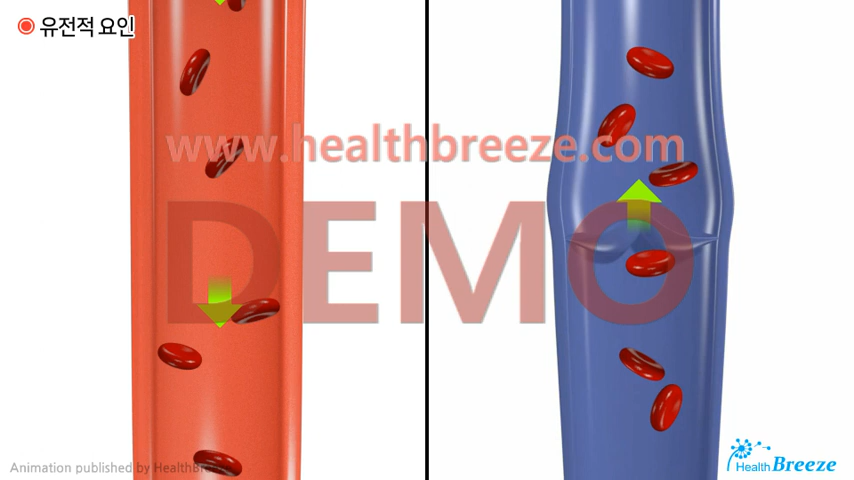 유전적 요인
www.healthbreeze.com
DEMO
Animation published by HealthBreeze
Health Breeze